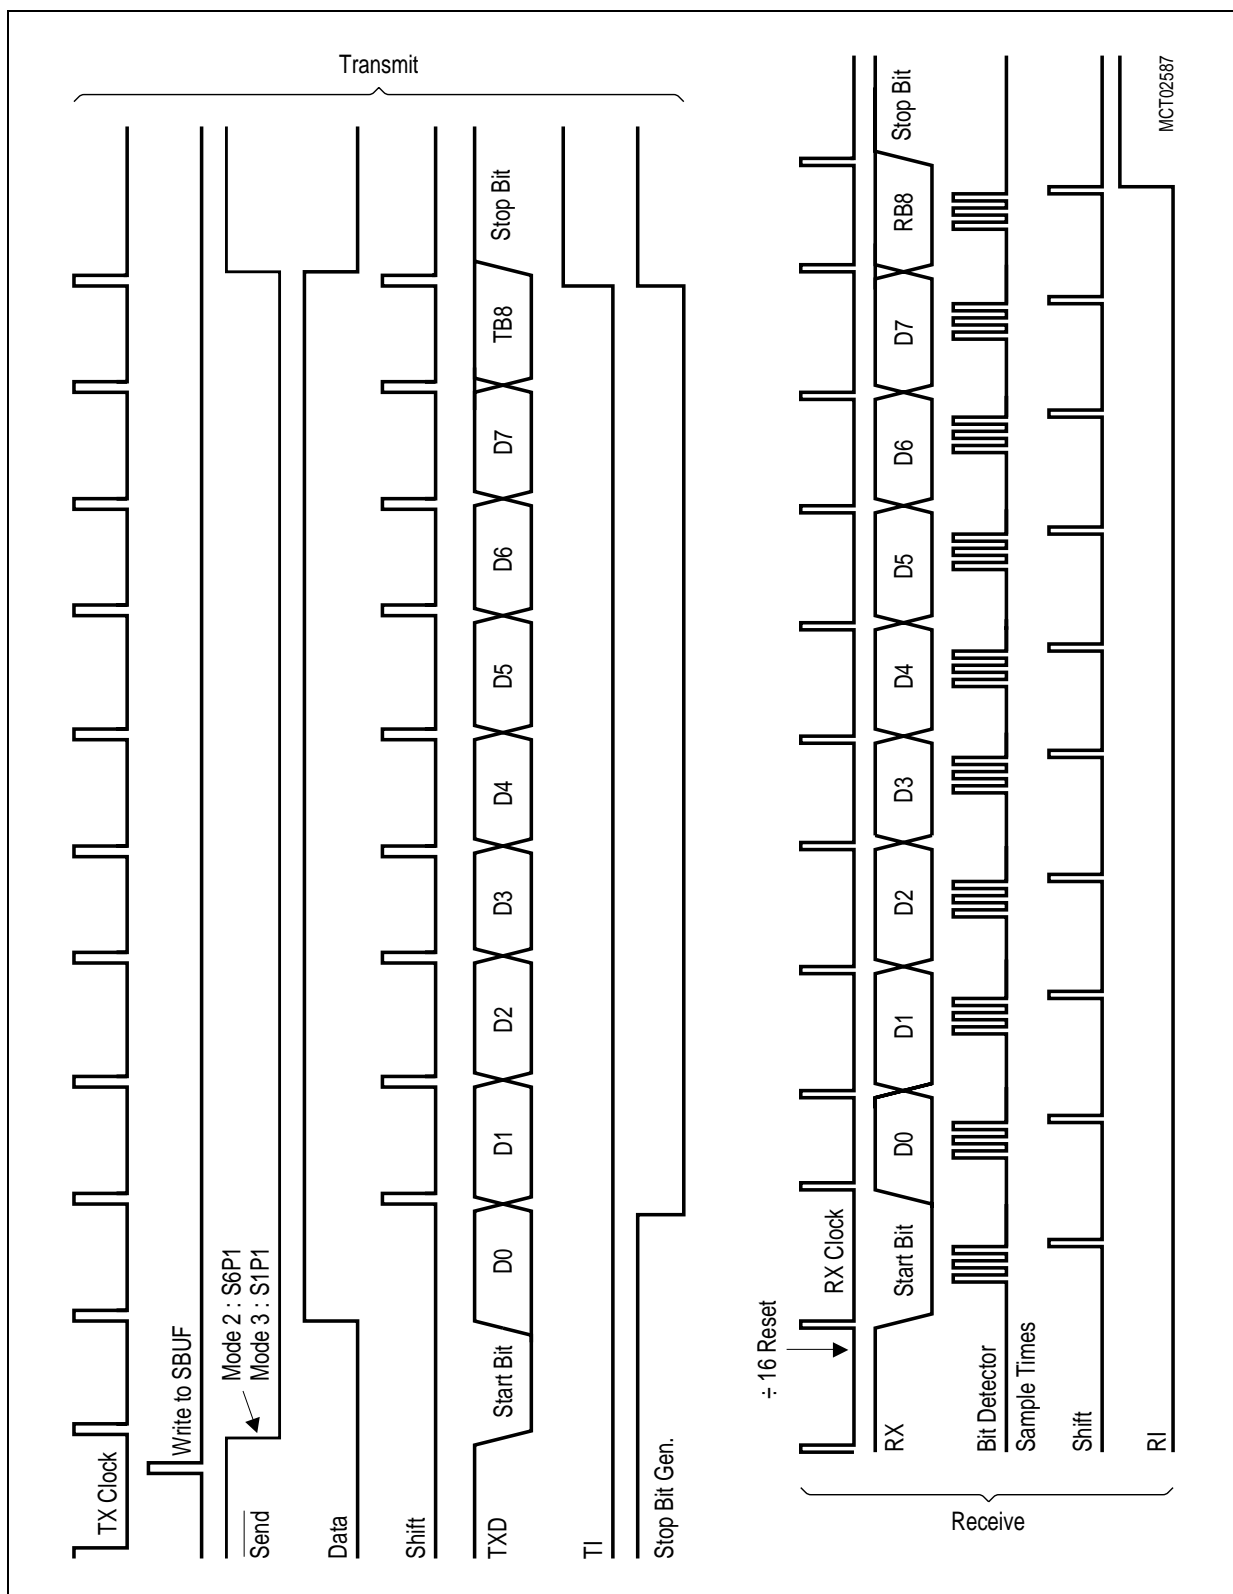 Transmit
TX Clock
Write to SBUF
Mode 2 : S6P1
Mode 3 : S1P1
Send
Data
Shift
TXD
Start Bit
D0
D1
D2
D3
D4
D5
D6
D7
TB8
Stop Bit
TI
Stop Bit Gen.
÷ 16 Reset
RX Clock
RX
Start Bit
D0
D1
D2
D3
D4
D5
D6
D7
RB8
Stop Bit
Bit Detector
Sample Times
Shift
RI
Receive
MCT02587